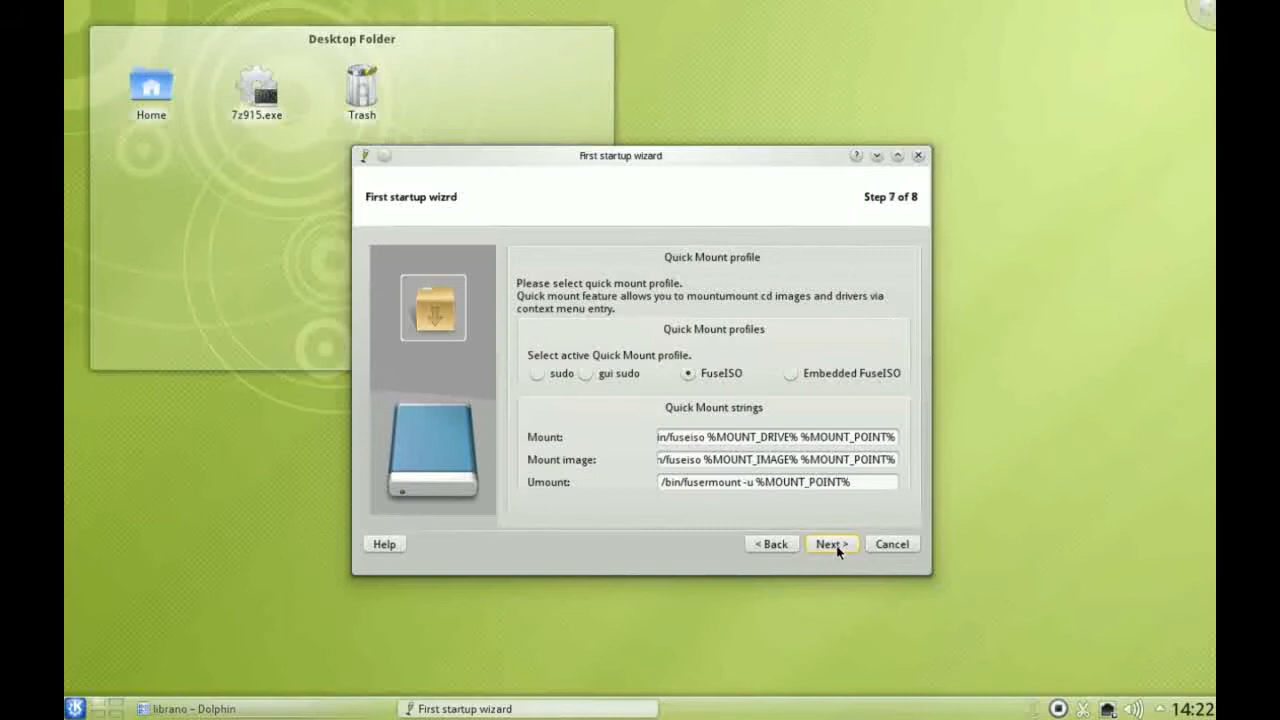 Desktop Folder
Home
7z915.exe
Trash
First startup wizard
First startup wizrd
Step 7 of 8
Quick Mount profile
Please select quick mount profile.
Quick mount feature allows you to mountumount cd images and drivers via
context menu entry.
Quick Mount profiles
Select active Quick Mount profile.
sudo gui sudo FuseISO Embedded FuseISO
Quick Mount strings
Mount: in/fuseiso %MOUNT_DRIVE% %MOUNT_POINT%
Mount image: n/fuseiso %MOUNT_IMAGE% %MOUNT_POINT%
Umount: /bin/fusermount -u %MOUNT_POINT%
Help
< Back
Next >
Cancel
librano – Dolphin
First startup wizard
14:22